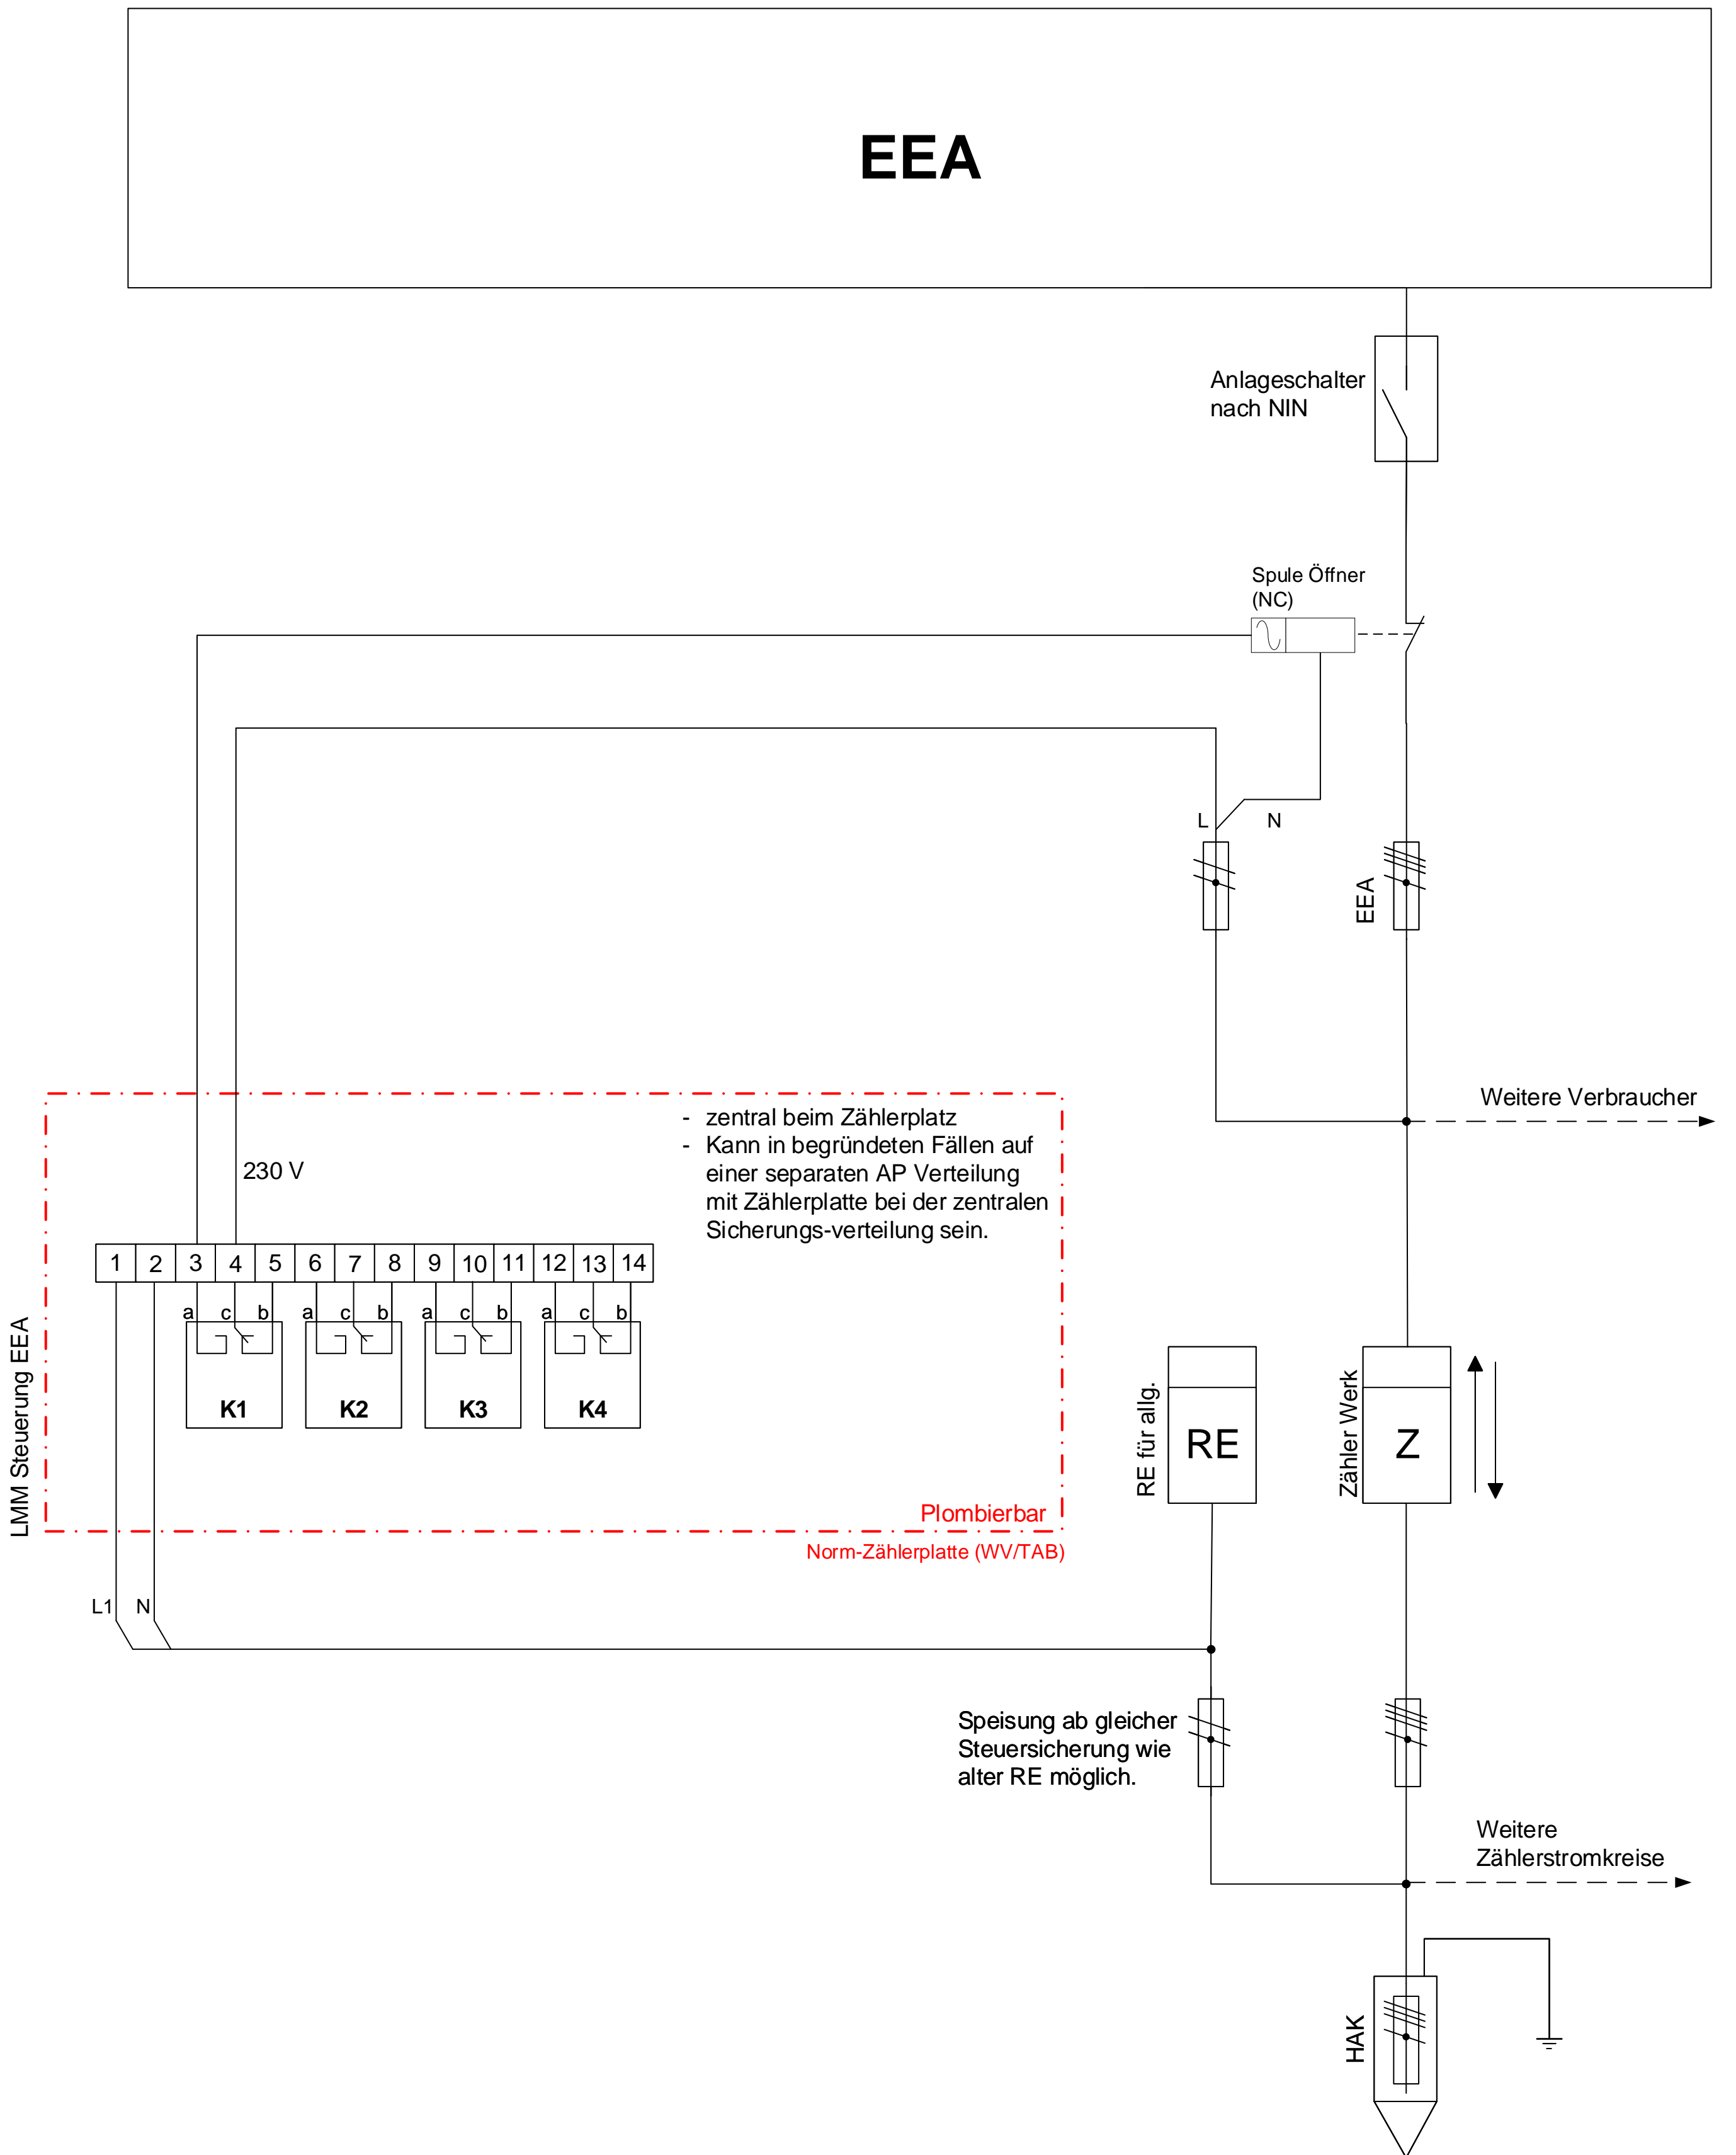 EEA
Anlageschalter
nach NIN
Spule Öffner
(NC)
L
N
EEA
Weitere Verbraucher
- zentral beim Zählerplatz
- Kann in begründeten Fällen auf
einer separaten AP Verteilung
mit Zählerplatte bei der zentralen
Sicherungs-verteilung sein.
230 V
1 2 3 4 5 6 7 8 9 10 11 12 13 14
a c b a c b a c b a c b
K1 K2 K3 K4
LMM Steuerung EEA
RE für allg.
RE
Zähler Werk
Z
Plombierbar
Norm-Zählerplatte (WV/TAB)
L1 N
Speisung ab gleicher
Steuersicherung wie
alter RE möglich.
Weitere
Zählerstromkreise
HAK